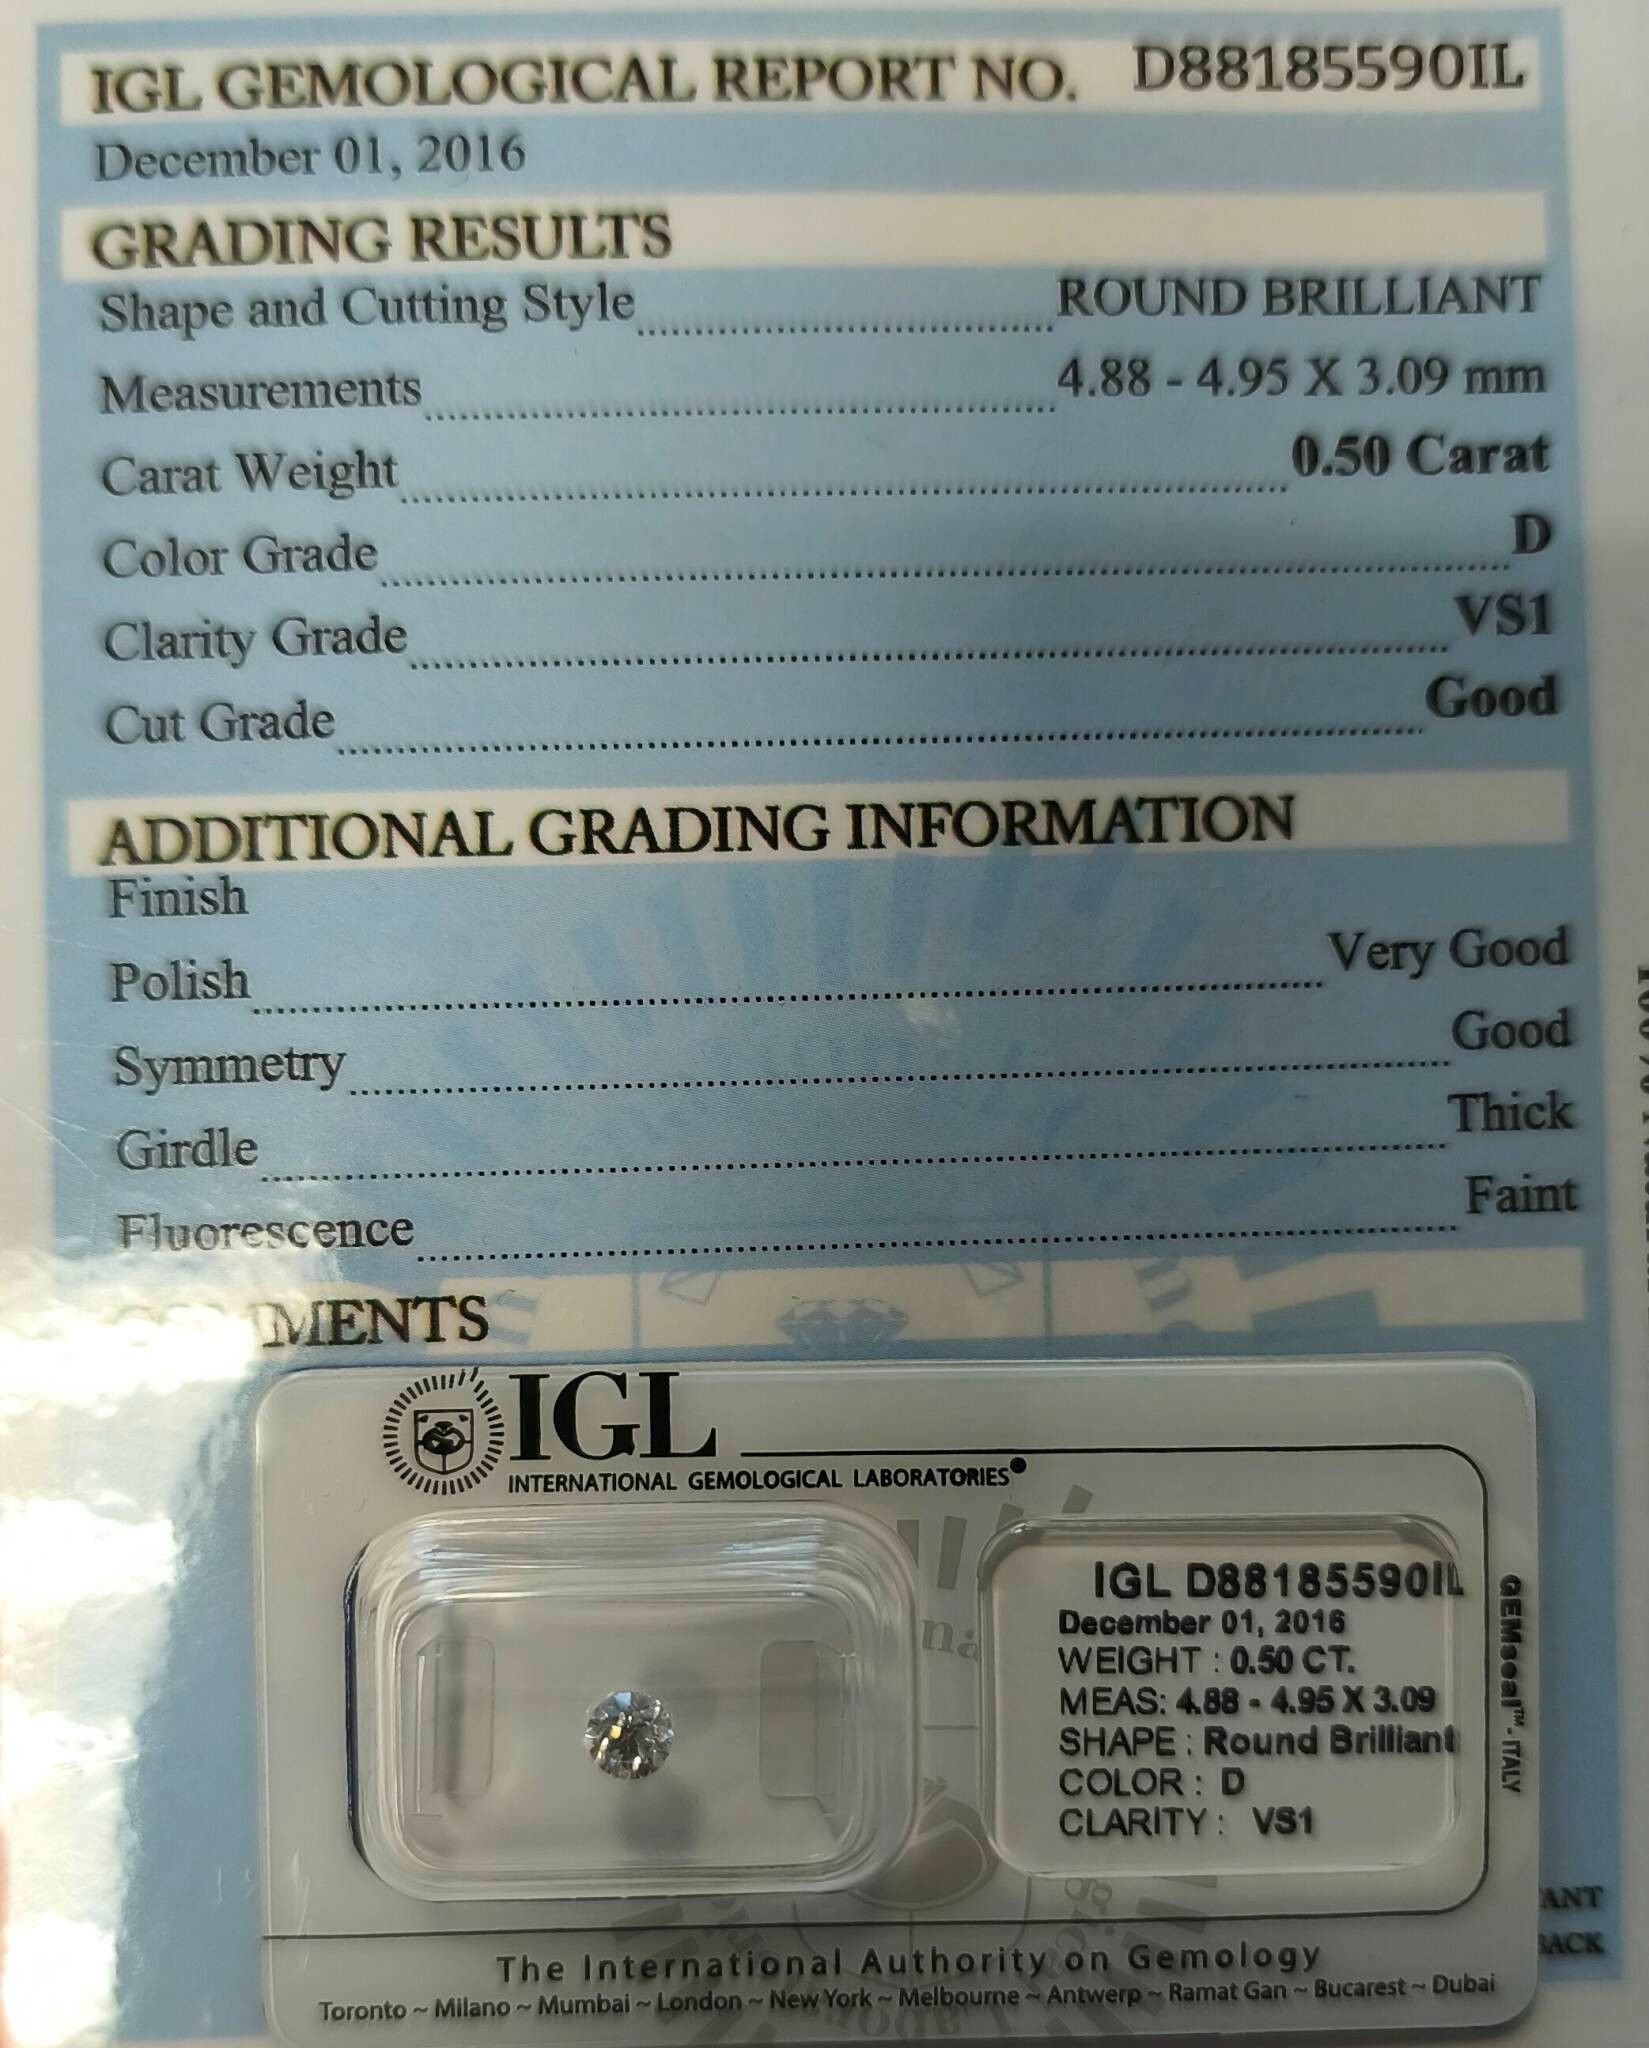 IGL GEMOLOGICAL REPORT NO. D88185590IL
December 01, 2016
GRADING RESULTS
Shape and Cutting Style ROUND BRILLIANT
Measurements 4.88 - 4.95 X 3.09 mm
Carat Weight 0.50 Carat
Color Grade D
Clarity Grade VS1
Cut Grade Good
ADDITIONAL GRADING INFORMATION
Finish
Polish Very Good
Symmetry Good
Girdle Thick
Fluorescence Faint
MENTS
IGL
INTERNATIONAL GEMOLOGICAL LABORATORIES
IGL D88185590IL
December 01, 2016
WEIGHT : 0.50 CT.
MEAS: 4.88 - 4.95 X 3.09
SHAPE : Round Brilliant
COLOR : D
CLARITY : VS1
GEMseal™ - ITALY
ANT
BACK
The International Authority on Gemology
Toronto ~ Milano ~ Mumbai ~ London ~ New York ~ Melbourne ~ Antwerp ~ Ramat Gan ~ Bucarest ~ Dubai